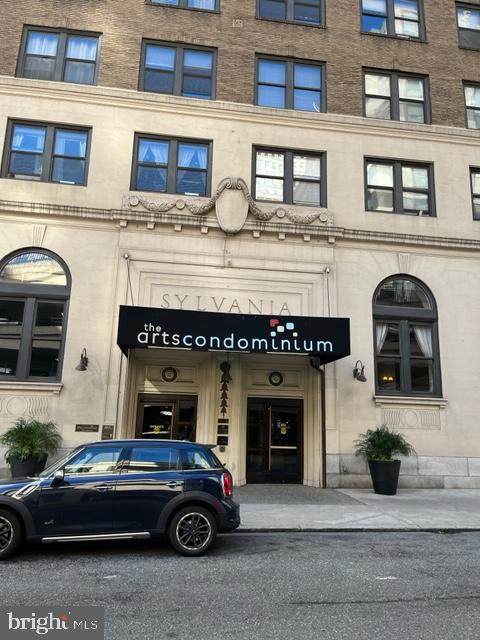 SYLVANIA
the
artscondominium
bright MLS